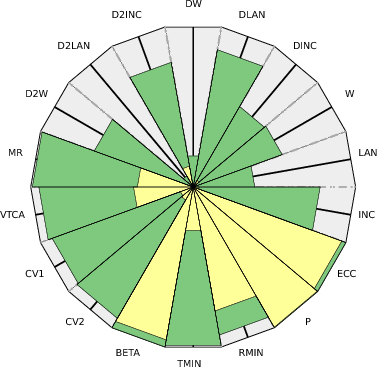 DW
D2INC
DLAN
D2LAN
DINC
D2W
W
MR
LAN
VTCA
INC
CV1
ECC
CV2
P
BETA
RMIN
TMIN